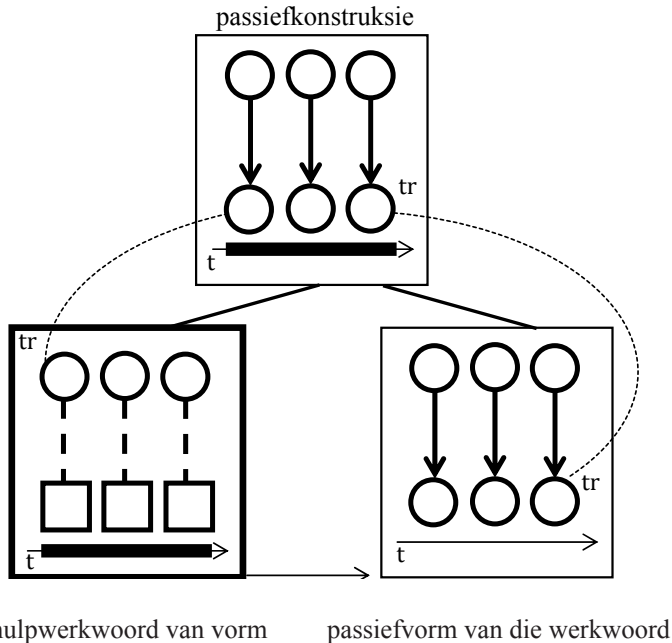 passiefkonstruksie
tr
t
tr
tr
t
t
hulpwerkwoord van vorm passiefvorm van die werkwoord